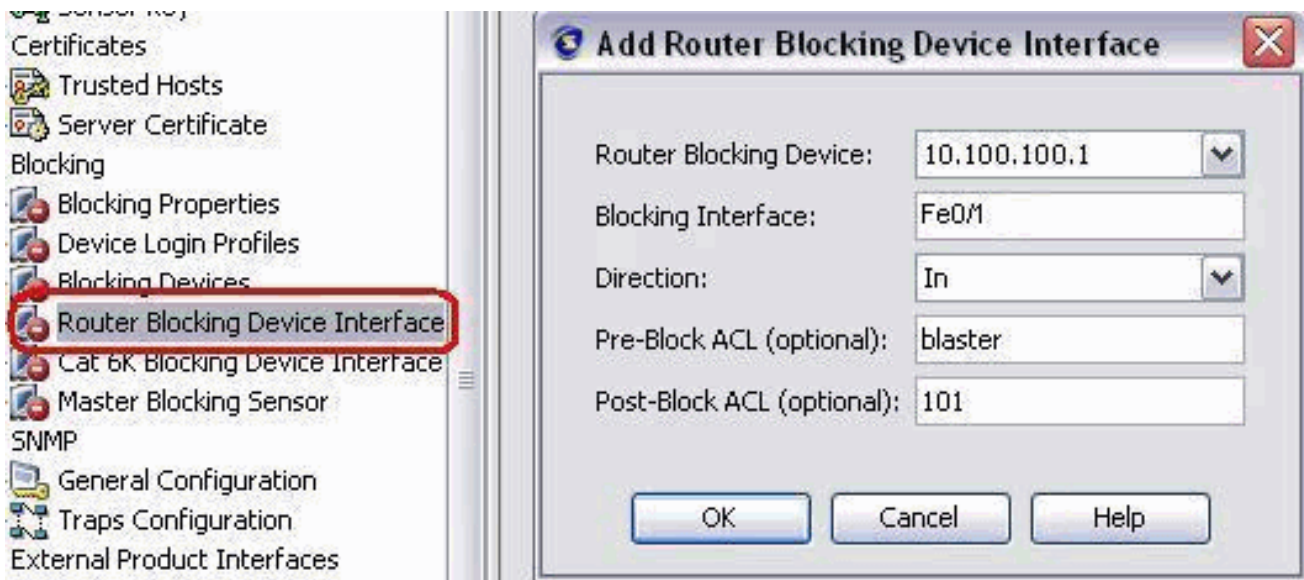 Sensor Key
Certificates
Trusted Hosts
Server Certificate
Blocking
Blocking Properties
Device Login Profiles
Blocking Devices
Router Blocking Device Interface
Cat 6K Blocking Device Interface
Master Blocking Sensor
SNMP
General Configuration
Traps Configuration
External Product Interfaces
Add Router Blocking Device Interface
Router Blocking Device: 10.100.100.1
Blocking Interface: Fe0/1
Direction: In
Pre-Block ACL (optional): blaster
Post-Block ACL (optional): 101
OK Cancel Help